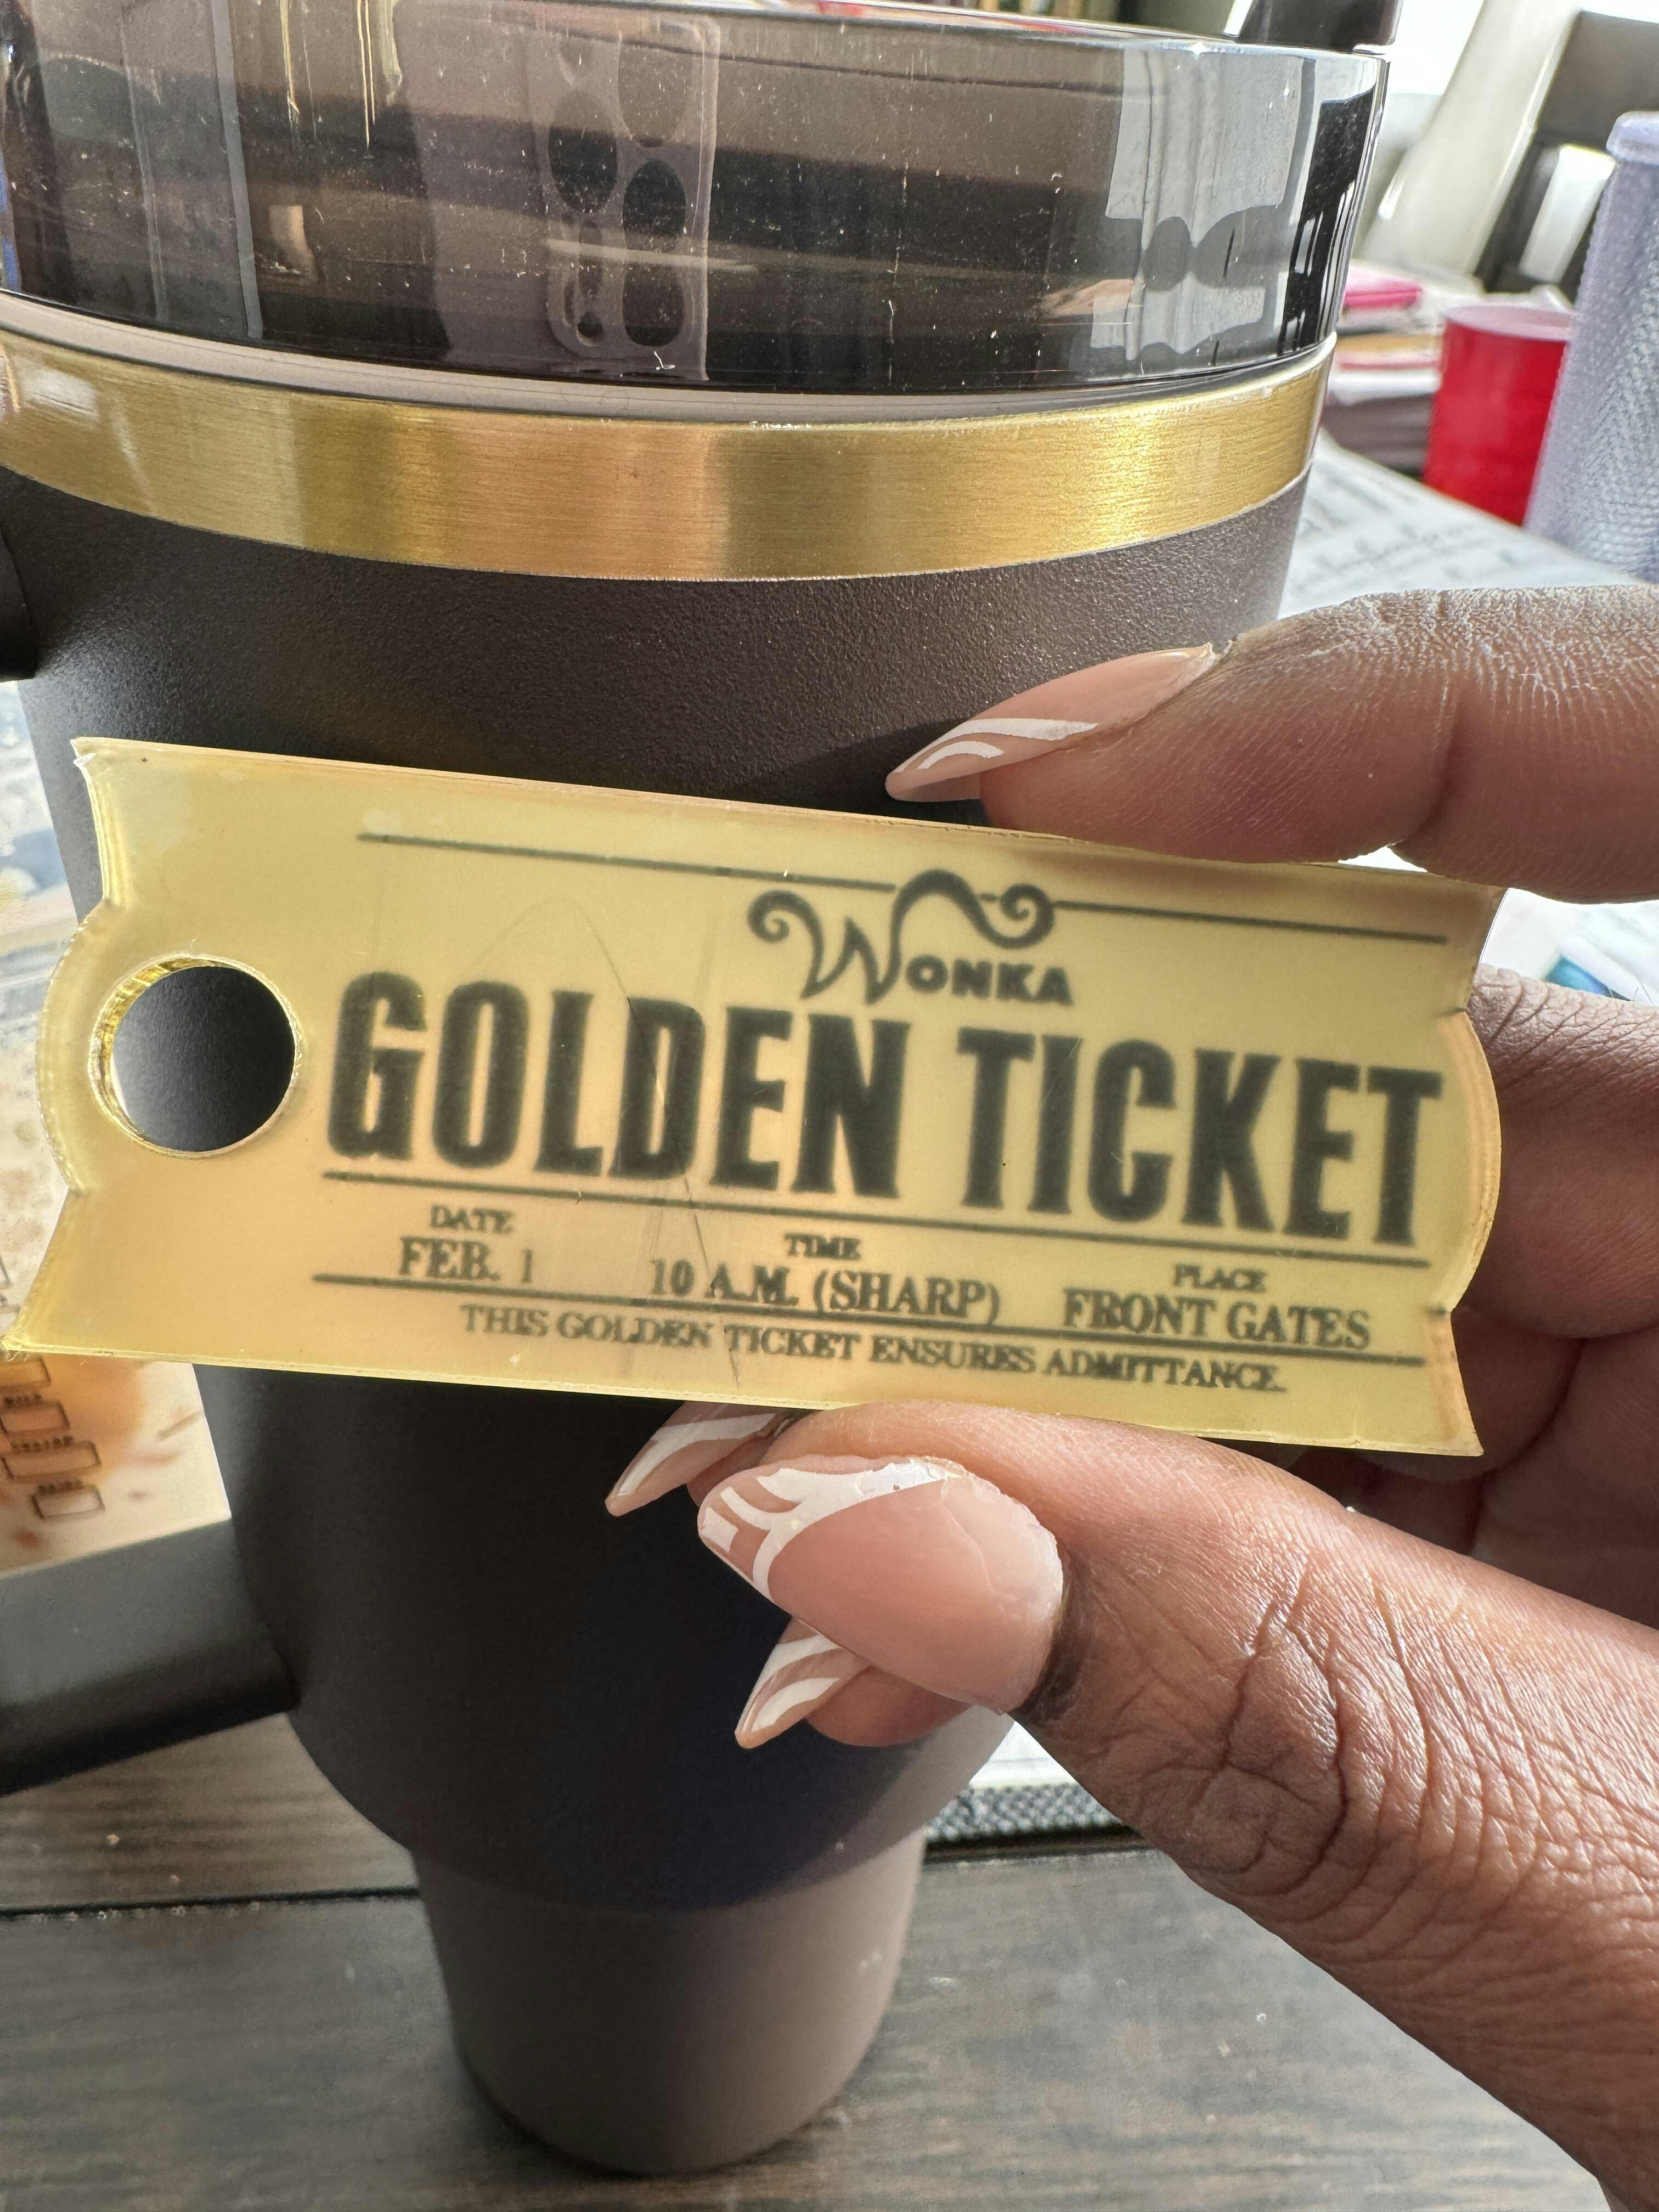 WONKA
GOLDEN TICKET
DATE TIME PLACE
FEB. 1 10 A.M. (SHARP) FRONT GATES
THIS GOLDEN TICKET ENSURES ADMITTANCE.